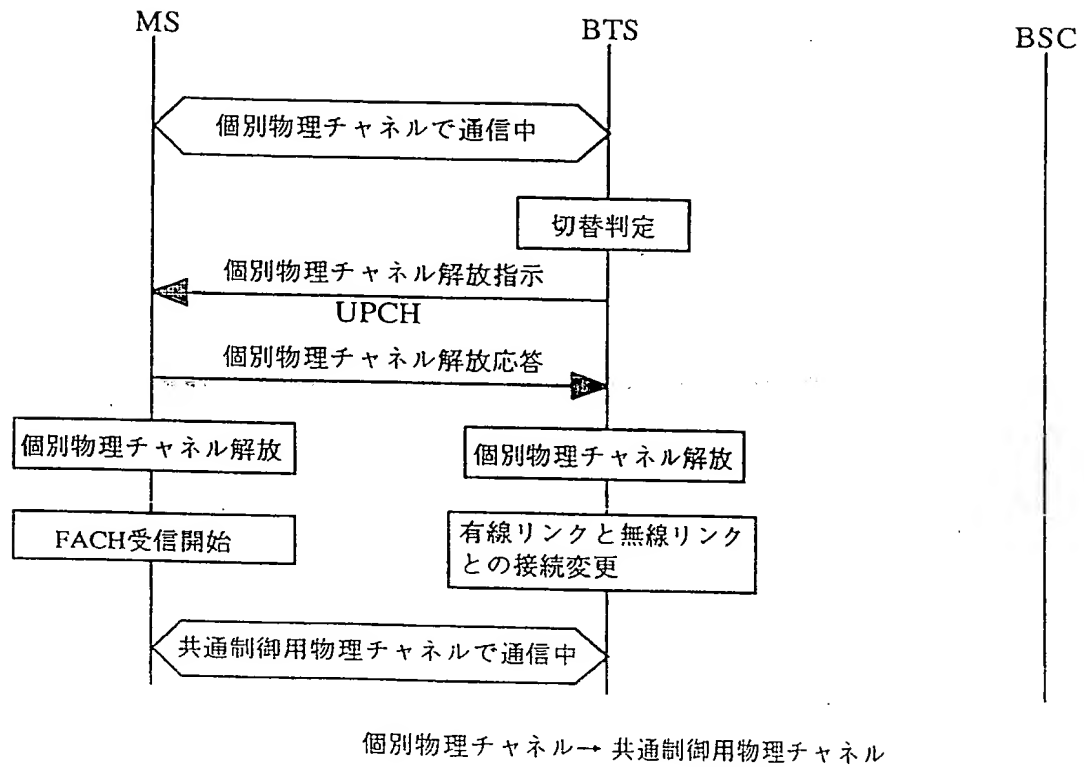 MS
BTS
BSC
個別物理チャネルで通信中
切替判定
個別物理チャネル解放指示
UPCH
個別物理チャネル解放応答
個別物理チャネル解放
個別物理チャネル解放
FACH受信開始
有線リンクと無線リンク
との接続変更
共通制御用物理チャネルで通信中
個別物理チャネル→ 共通制御用物理チャネル